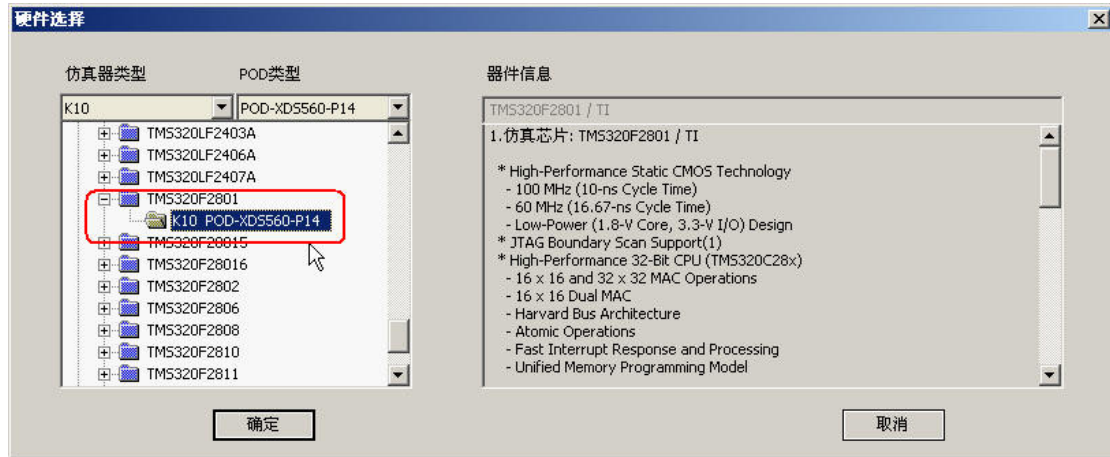 硬件选择
仿真器类型
POD类型
K10
POD-XDS560-P14
TMS320LF2403A
TMS320LF2406A
TMS320LF2407A
TMS320F2801
K10 POD-XDS560-P14
TMS320F28015
TMS320F28016
TMS320F2802
TMS320F2806
TMS320F2808
TMS320F2810
TMS320F2811
确定
器件信息
TMS320F2801 / TI
1.仿真芯片: TMS320F2801 / TI
* High-Performance Static CMOS Technology
- 100 MHz (10-ns Cycle Time)
- 60 MHz (16.67-ns Cycle Time)
- Low-Power (1.8-V Core, 3.3-V I/O) Design
* JTAG Boundary Scan Support(1)
* High-Performance 32-Bit CPU (TMS320C28x)
- 16 x 16 and 32 x 32 MAC Operations
- 16 x 16 Dual MAC
- Harvard Bus Architecture
- Atomic Operations
- Fast Interrupt Response and Processing
- Unified Memory Programming Model
取消